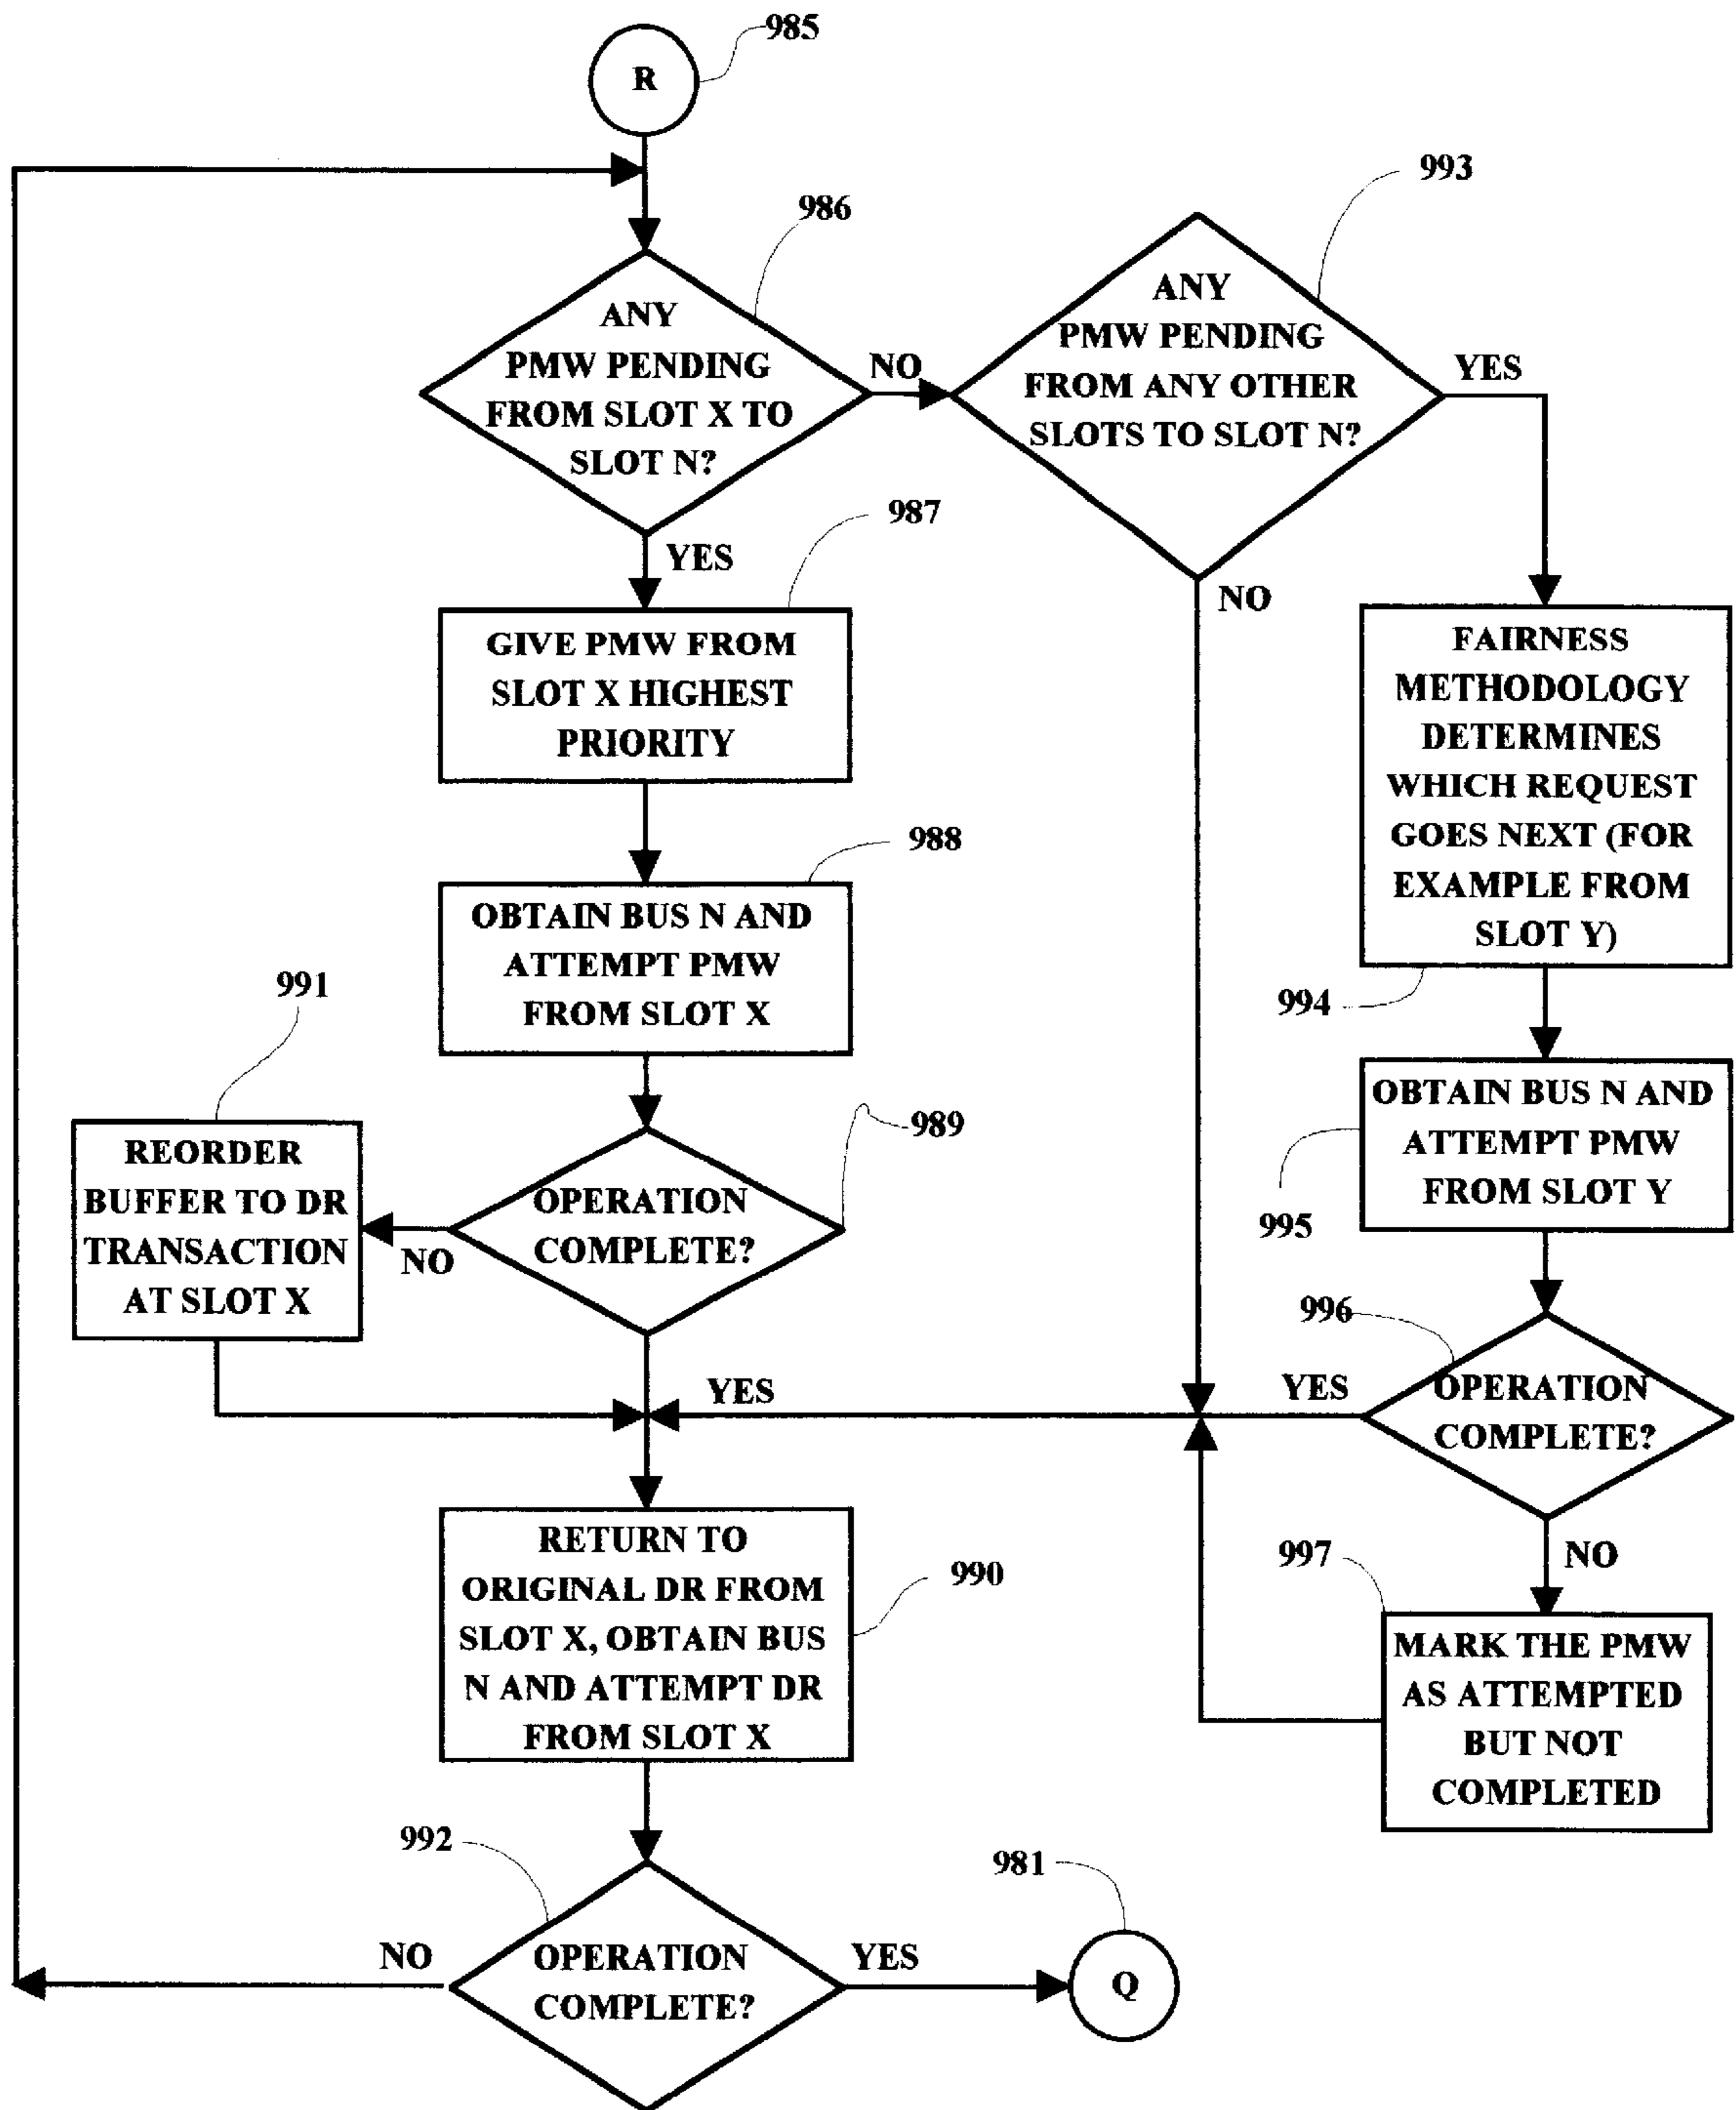 985
R
986
993
ANY
PMW PENDING
FROM SLOT X TO
SLOT N?
NO
YES
ANY
PMW PENDING
FROM ANY OTHER
SLOTS TO SLOT N?
YES
NO
987
GIVE PMW FROM
SLOT X HIGHEST
PRIORITY
FAIRNESS
METHODOLOGY
DETERMINES
WHICH REQUEST
GOES NEXT (FOR
EXAMPLE FROM
SLOT Y)
994
988
OBTAIN BUS N AND
ATTEMPT PMW
FROM SLOT X
991
REORDER
BUFFER TO DR
TRANSACTION
AT SLOT X
989
OPERATION
COMPLETE?
NO
YES
OBTAIN BUS N AND
ATTEMPT PMW
FROM SLOT Y
995
996
YES
OPERATION
COMPLETE?
NO
997
MARK THE PMW
AS ATTEMPTED
BUT NOT
COMPLETED
RETURN TO
ORIGINAL DR FROM
SLOT X, OBTAIN BUS
N AND ATTEMPT DR
FROM SLOT X
990
992
OPERATION
COMPLETE?
NO
YES
981
Q